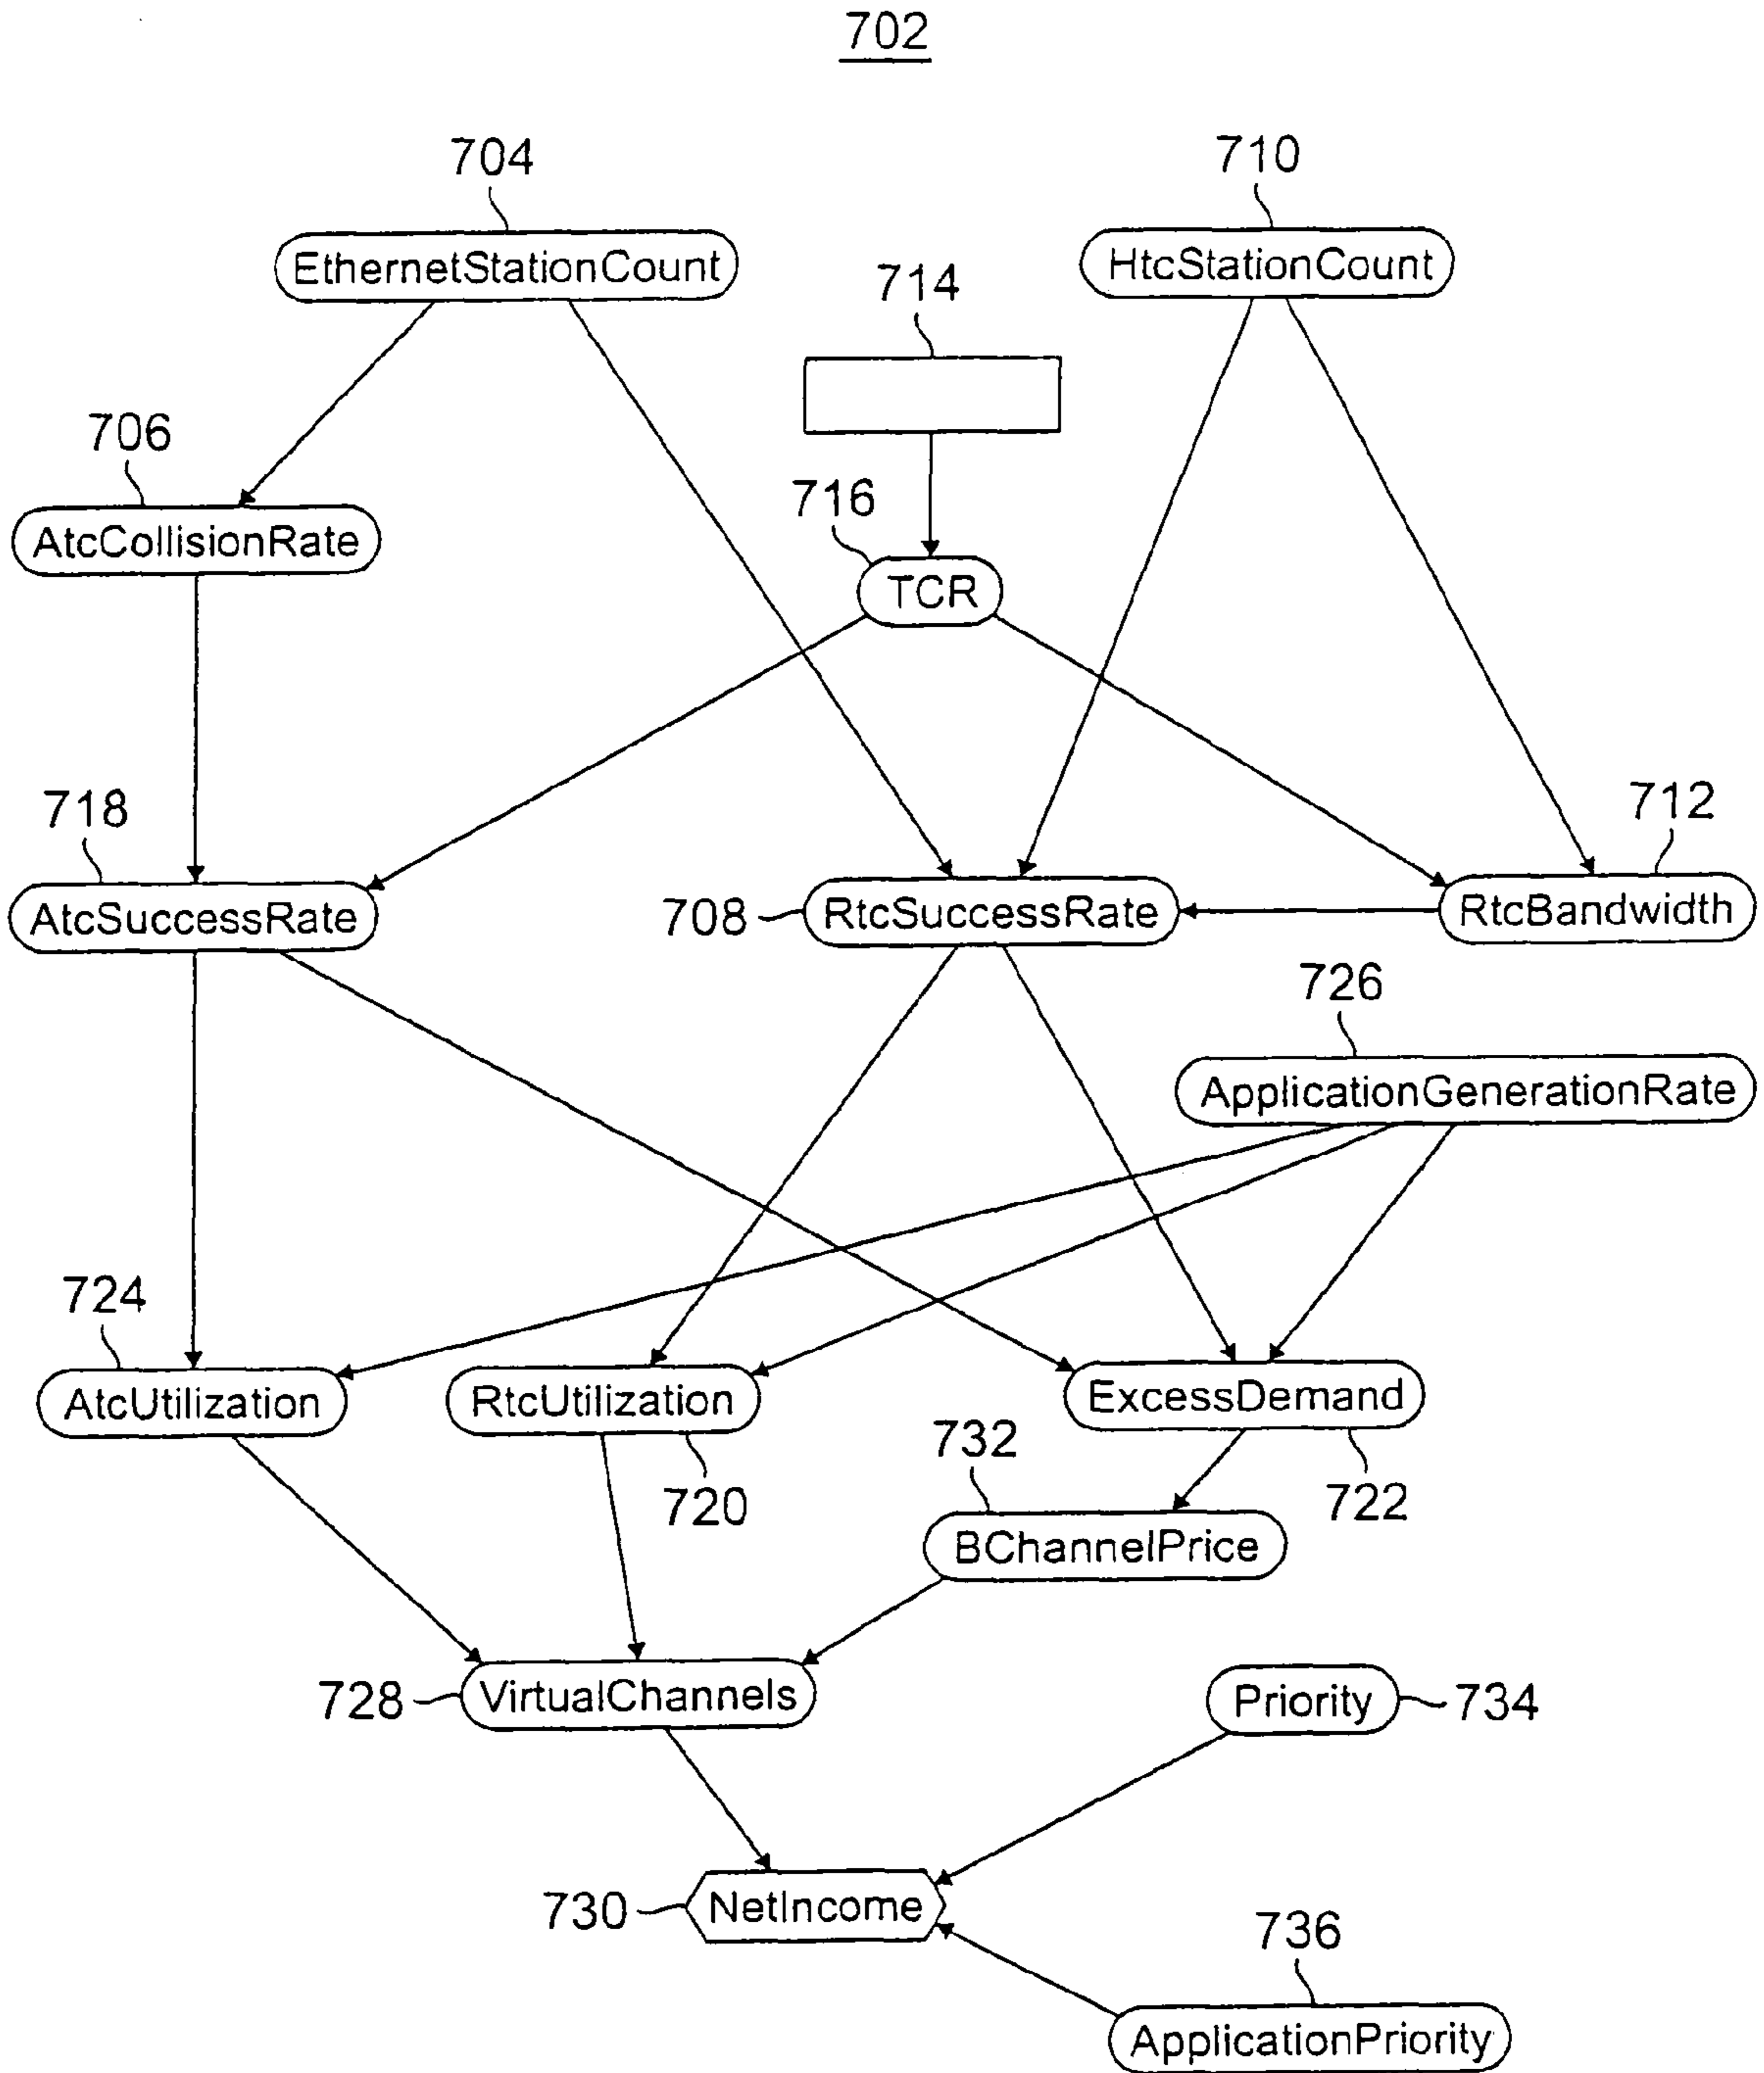 702
704
710
EthernetStationCount
HtcStationCount
714
706
716
AtcCollisionRate
TCR
718
712
AtcSuccessRate
708
RtcSuccessRate
RtcBandwidth
726
ApplicationGenerationRate
724
AtcUtilization
RtcUtilization
ExcessDemand
732
720
722
BChannelPrice
728
VirtualChannels
Priority
734
730
NetIncome
736
ApplicationPriority